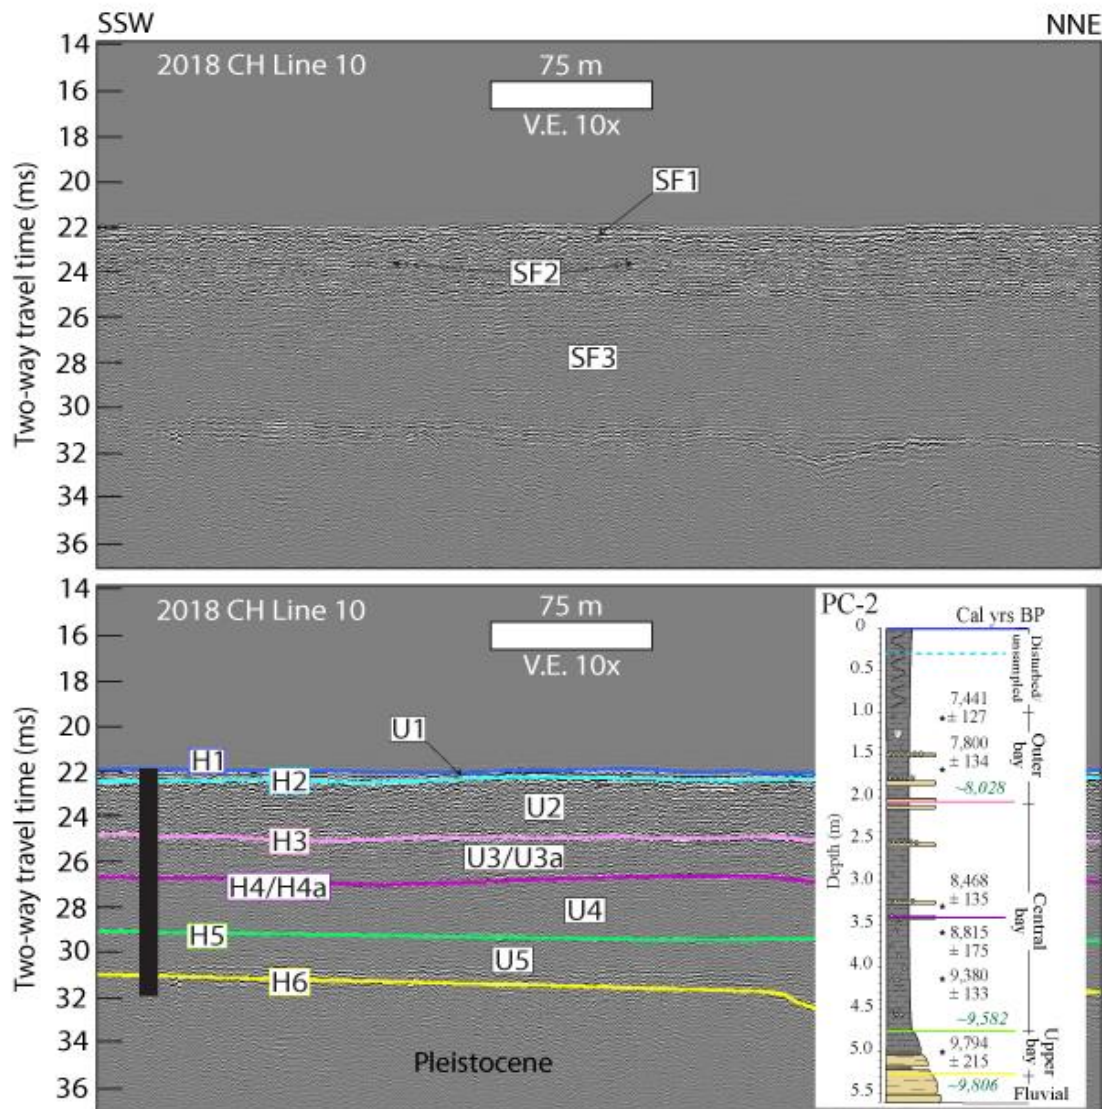 SSW
NNE
14
16
18
20
22
24
26
28
30
32
34
36
Two-way travel time (ms)
2018 CH Line 10
75 m
V.E. 10x
SF1
SF2
SF3
14
16
18
20
22
24
26
28
30
32
34
36
Two-way travel time (ms)
2018 CH Line 10
75 m
V.E. 10x
U1
H1
H2
U2
H3
U3/U3a
H4/H4a
U4
H5
U5
H6
Pleistocene
PC-2
Cal yrs BP
0
0.5
1.0
1.5
2.0
2.5
3.0
3.5
4.0
4.5
5.0
5.5
Depth (m)
7,441
± 127
7,800
± 134
~8,028
8,468
± 135
8,815
± 175
9,380
± 133
~9,582
9,794
± 215
~9,806
Disturbed/
unsampled
Outer
bay
Central
bay
Upper
bay
Fluvial